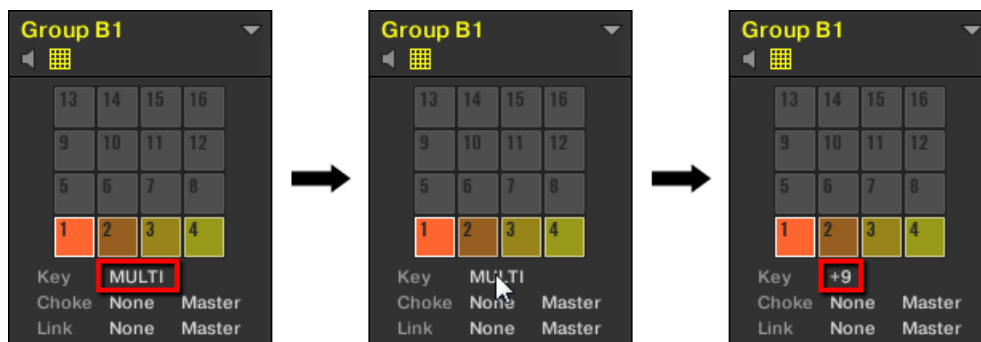 Group B1
13 14 15 16
9 10 11 12
5 6 7 8
1 2 3 4
Key MULTI
Choke None Master
Link None Master
Group B1
13 14 15 16
9 10 11 12
5 6 7 8
1 2 3 4
Key MULTI
Choke None Master
Link None Master
Group B1
13 14 15 16
9 10 11 12
5 6 7 8
1 2 3 4
Key +9
Choke None Master
Link None Master